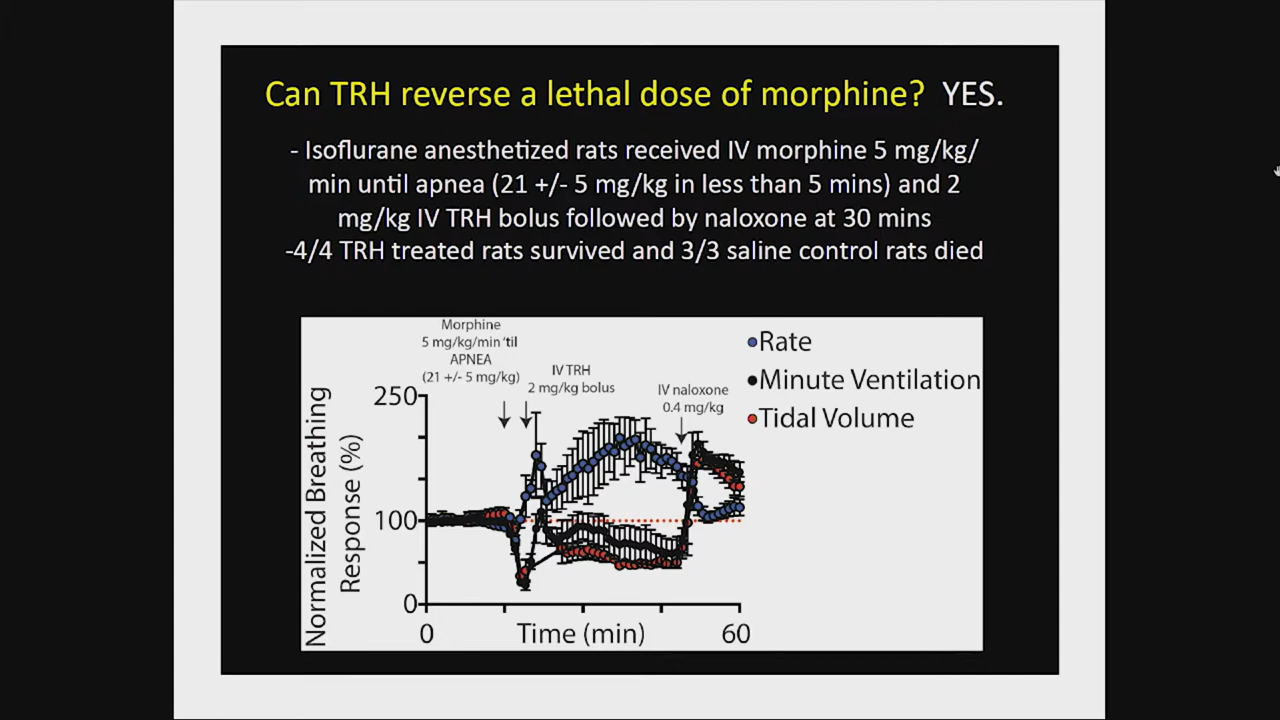 Can TRH reverse a lethal dose of morphine? YES.
- Isoflurane anesthetized rats received IV morphine 5 mg/kg/
min until apnea (21 +/- 5 mg/kg in less than 5 mins) and 2
mg/kg IV TRH bolus followed by naloxone at 30 mins
-4/4 TRH treated rats survived and 3/3 saline control rats died
Morphine
5 mg/kg/min 'til
APNEA
(21 +/- 5 mg/kg)
IV TRH
2 mg/kg bolus
IV naloxone
0.4 mg/kg
Rate
Minute Ventilation
Tidal Volume
Normalized Breathing
Response (%)
250
100
0
0
Time (min)
60